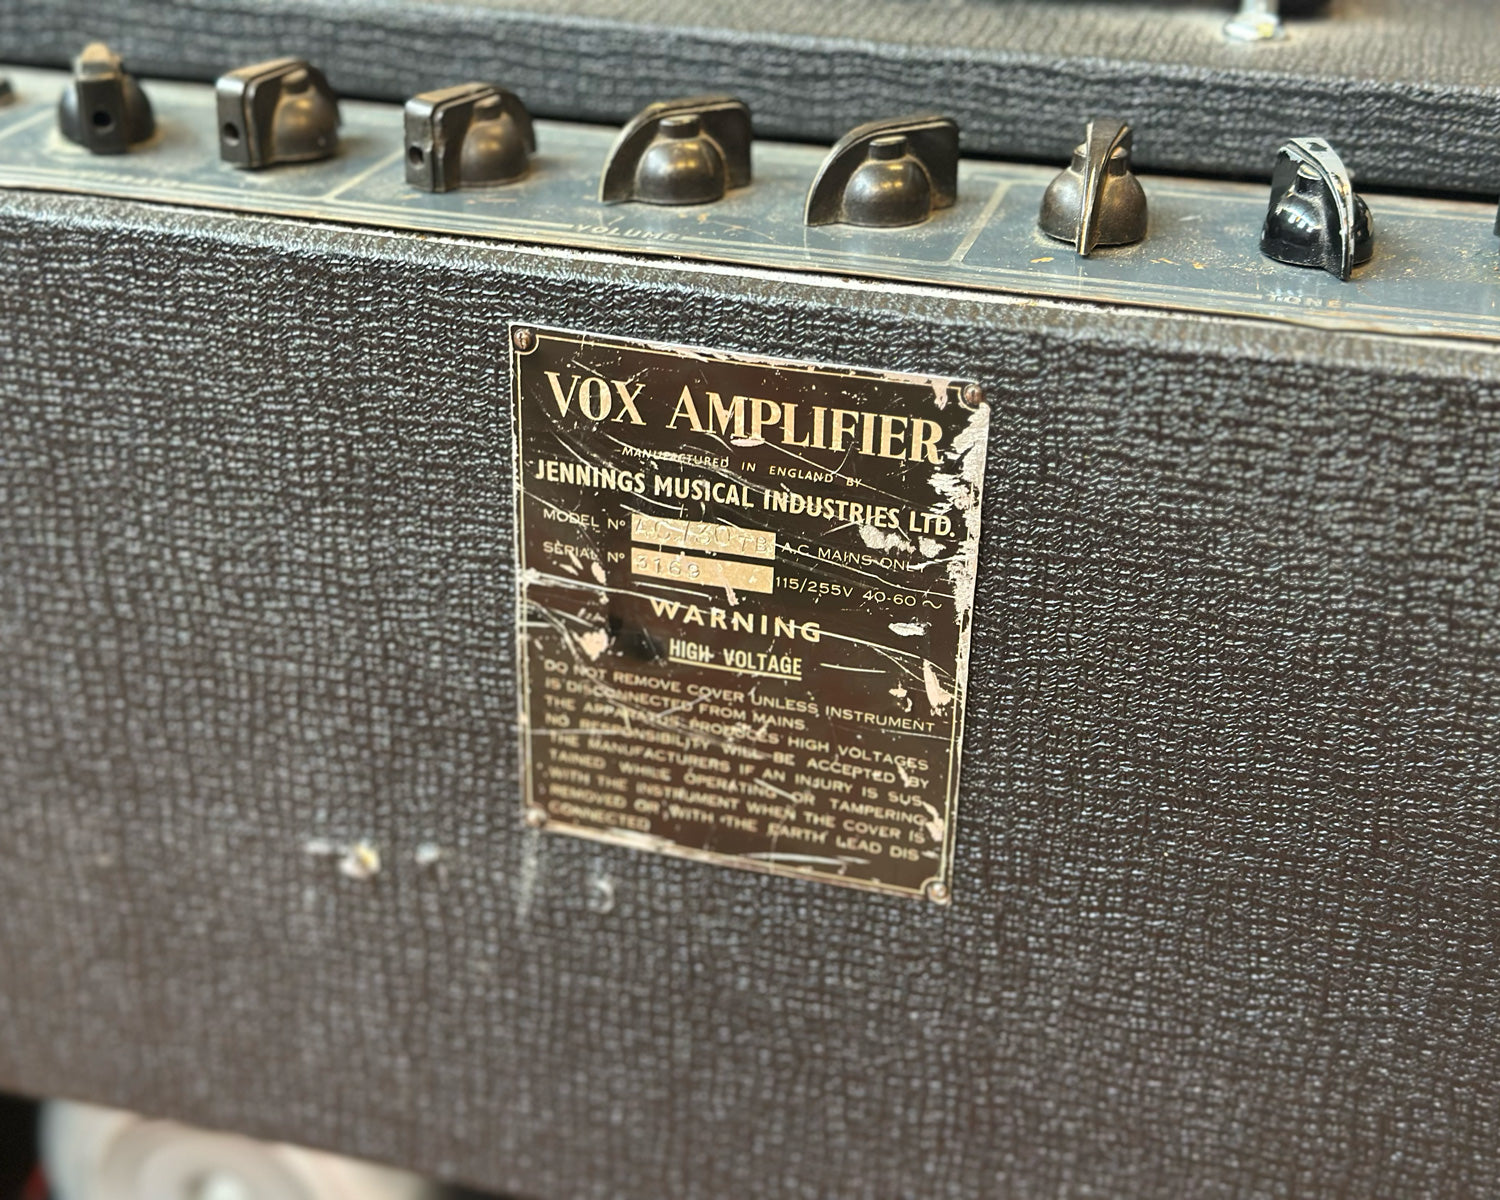 VOLUME
TONE
VOX AMPLIFIER
MANUFACTURED IN ENGLAND BY
JENNINGS MUSICAL INDUSTRIES LTD.
MODEL Nº AC/30TB A.C MAINS ONLY
SERIAL Nº 3169 115/255V 40-60 ~
WARNING
HIGH VOLTAGE
DO NOT REMOVE COVER UNLESS INSTRUMENT
IS DISCONNECTED FROM MAINS
THE APPARATUS PRODUCES HIGH VOLTAGES
NO RESPONSIBILITY WILL BE ACCEPTED BY
THE MANUFACTURERS IF AN INJURY IS SUS
TAINED WHILE OPERATING OR TAMPERING
WITH THE INSTRUMENT WHEN THE COVER IS
REMOVED OR WITH THE EARTH LEAD DIS
CONNECTED